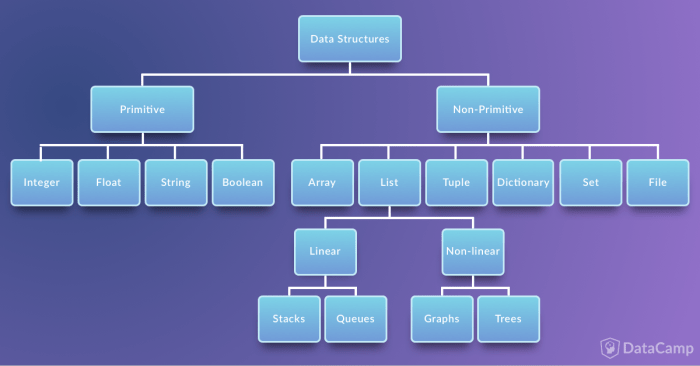 Data Structures
Primitive
Non-Primitive
Integer
Float
String
Boolean
Array
List
Tuple
Dictionary
Set
File
Linear
Non-linear
Stacks
Queues
Graphs
Trees
DataCamp